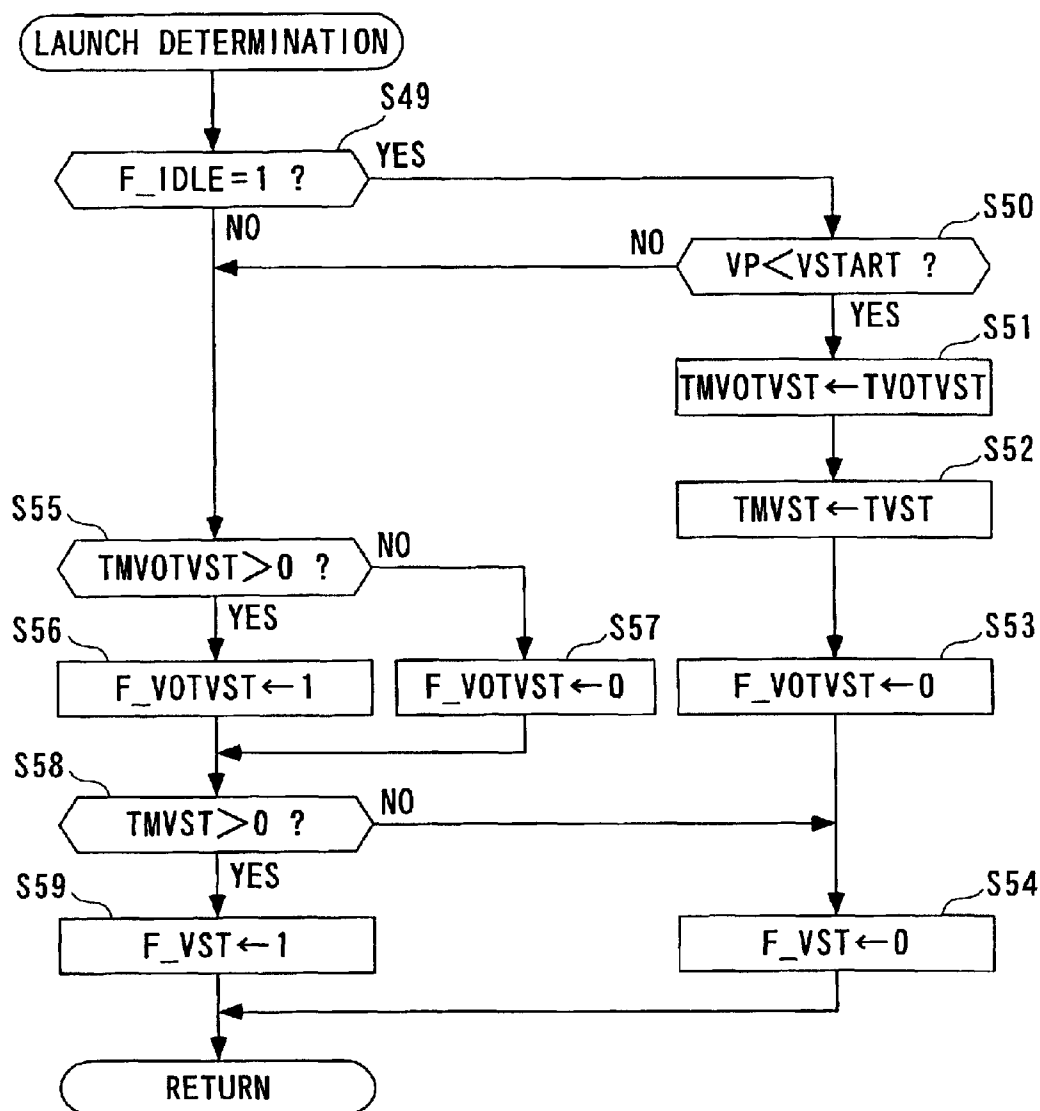 LAUNCH DETERMINATION
S49
F_IDLE=1 ?
YES
NO
S50
NO
VP<VSTART ?
YES
S51
TMVOTVST←TVOTVST
S52
TMVST←TVST
S55
TMVOTVST>0 ?
NO
YES
S56
F_VOTVST←1
S57
F_VOTVST←0
S53
F_VOTVST←0
S58
TMVST>0 ?
NO
YES
S59
F_VST←1
S54
F_VST←0
RETURN